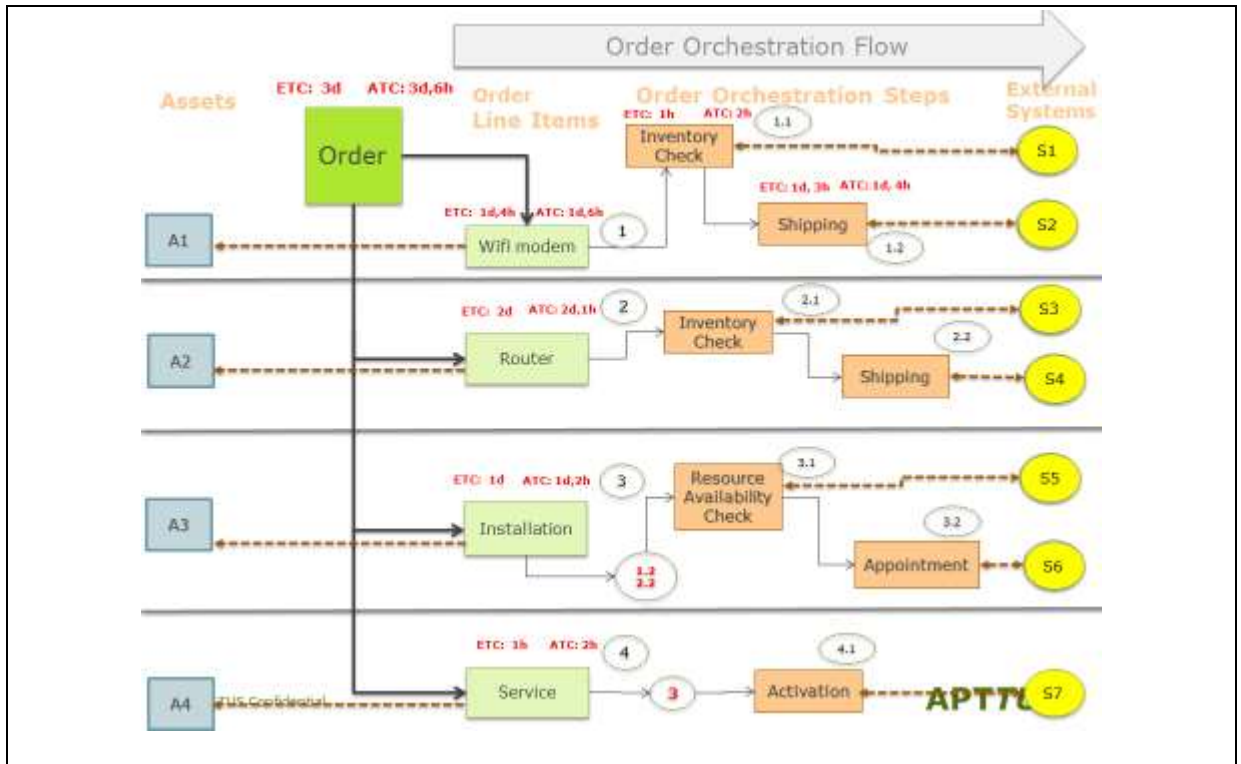 Order Orchestration Flow
ETC: 3d ATC: 3d,6h
Assets
Order
Line Items
Order Orchestration Steps
External
Systems
Order
ETC: 1h ATC: 2h
1.1
Inventory
Check
S1
ETC: 1d, 3h ATC: 1d, 4h
ETC: 1d,4h ATC: 1d,6h
1
Shipping
S2
A1
Wifi modem
1.2
ETC: 2d ATC: 2d,1h
2
2.1
S3
Inventory
Check
2.2
A2
Router
Shipping
S4
ETC: 1d ATC: 1d,2h
3
3.1
Resource
Availability
Check
S5
A3
Installation
3.2
1.2
2.2
Appointment
S6
ETC: 1h ATC: 2h
4
4.1
A4
TUS Confidential
Service
3
Activation
APTTU
S7